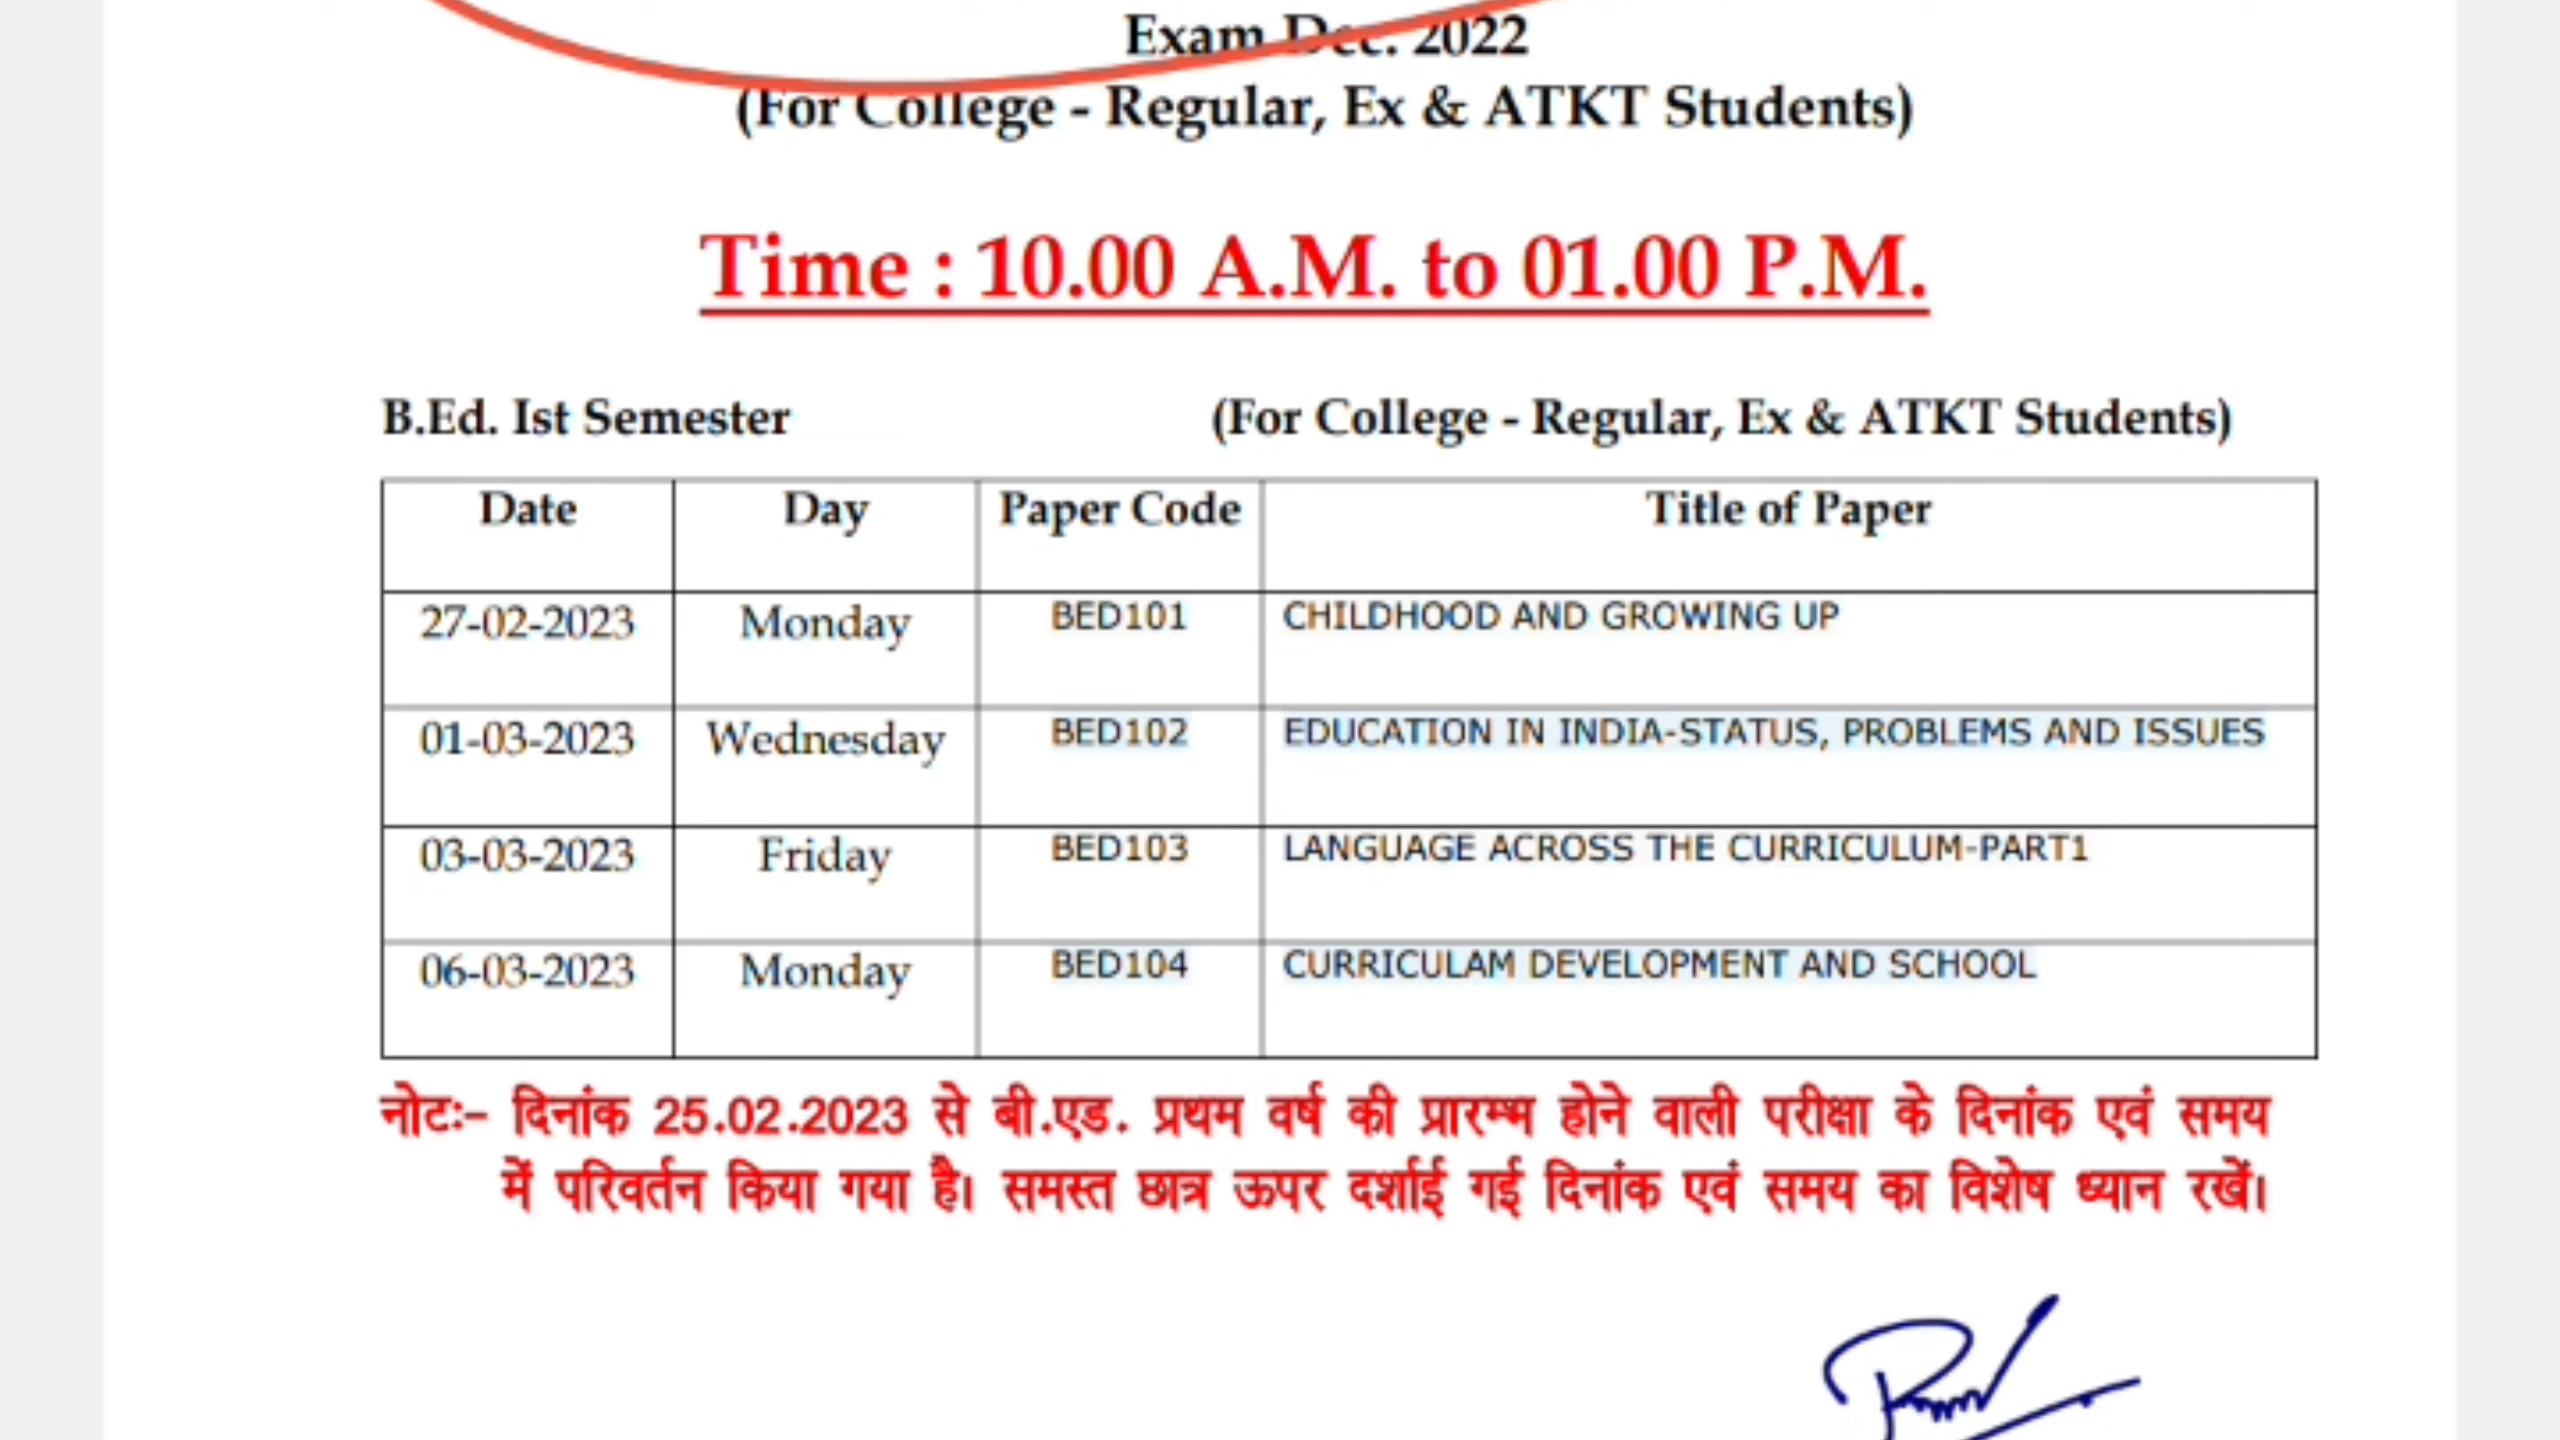 Exam Dec. 2022
(For College - Regular, Ex & ATKT Students)
Time : 10.00 A.M. to 01.00 P.M.
B.Ed. Ist Semester (For College - Regular, Ex & ATKT Students)
Date Day Paper Code Title of Paper
27-02-2023 Monday BED101 CHILDHOOD AND GROWING UP
01-03-2023 Wednesday BED102 EDUCATION IN INDIA-STATUS, PROBLEMS AND ISSUES
03-03-2023 Friday BED103 LANGUAGE ACROSS THE CURRICULUM-PART1
06-03-2023 Monday BED104 CURRICULAM DEVELOPMENT AND SCHOOL
नोटः- दिनांक 25.02.2023 से बी.एड. प्रथम वर्ष की प्रारम्भ होने वाली परीक्षा के दिनांक एवं समय
में परिवर्तन किया गया है। समस्त छात्र ऊपर दर्शाई गई दिनांक एवं समय का विशेष ध्यान रखें।